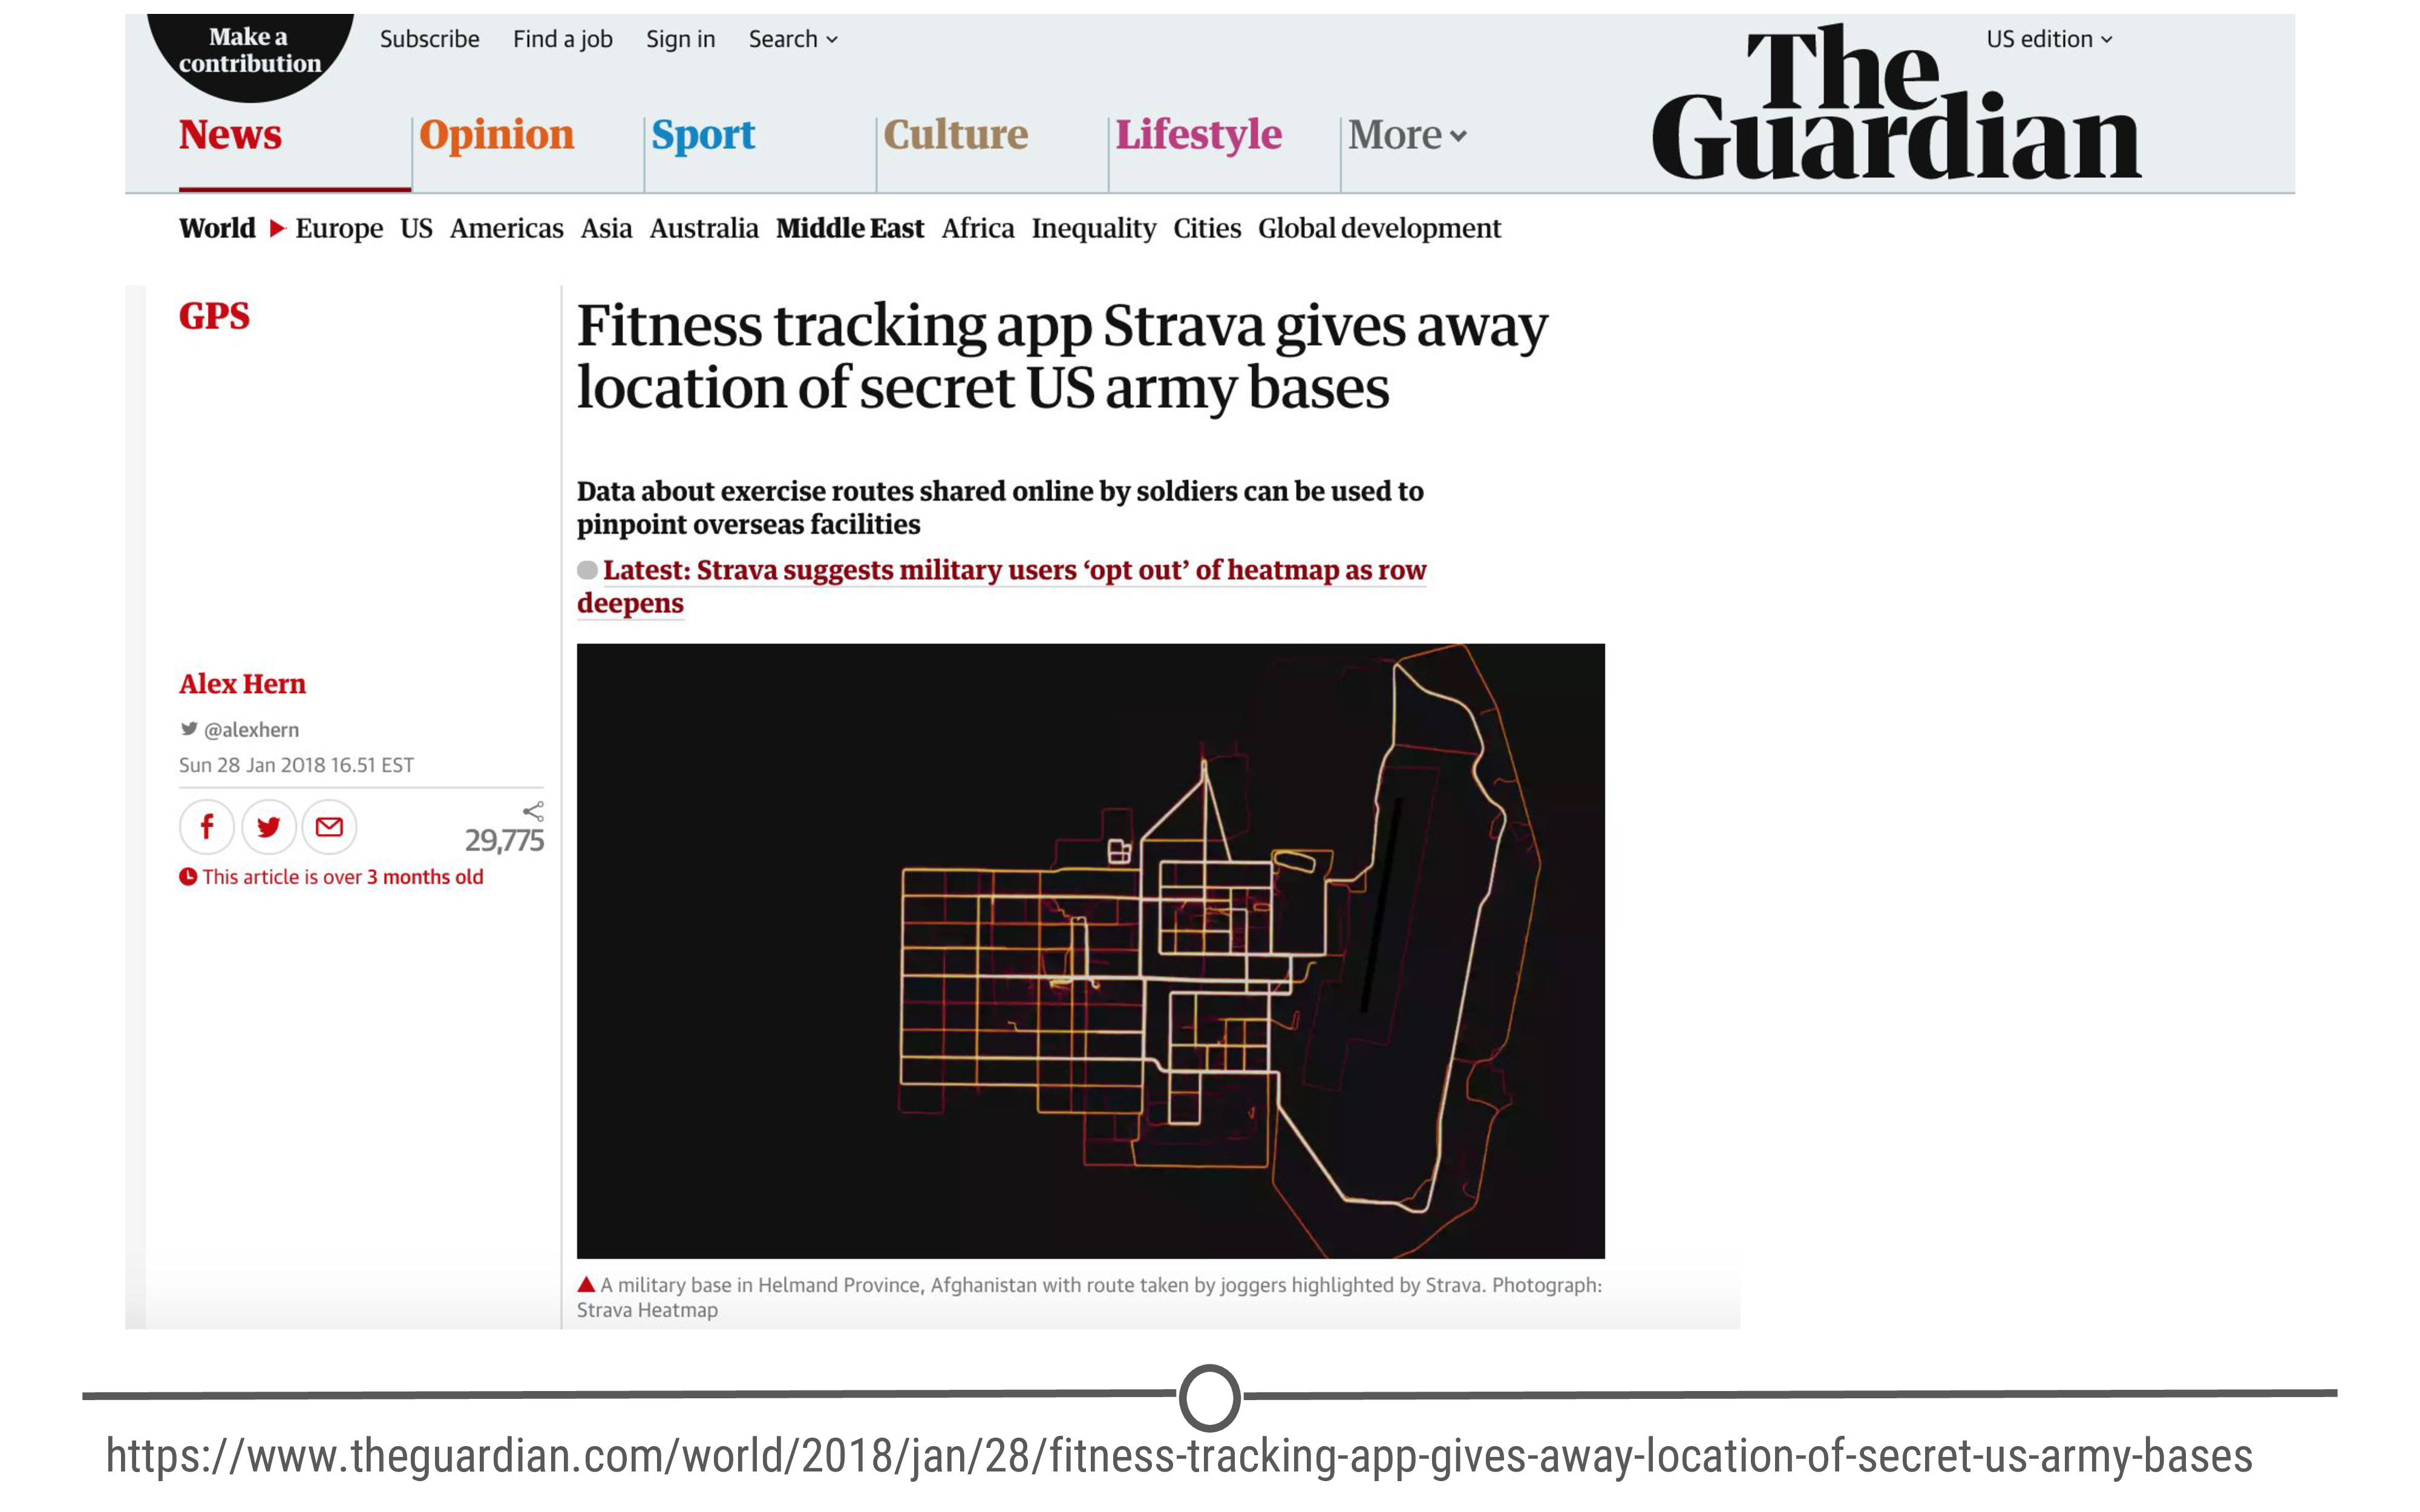 Make a
contribution
Subscribe Find a job Sign in Search
US edition
The
Guardian
News Opinion Sport Culture Lifestyle More
World Europe US Americas Asia Australia Middle East Africa Inequality Cities Global development
GPS
Fitness tracking app Strava gives away
location of secret US army bases
Data about exercise routes shared online by soldiers can be used to
pinpoint overseas facilities
Latest: Strava suggests military users ‘opt out’ of heatmap as row
deepens
Alex Hern
@alexhern
Sun 28 Jan 2018 16.51 EST
29,775
This article is over 3 months old
A military base in Helmand Province, Afghanistan with route taken by joggers highlighted by Strava. Photograph:
Strava Heatmap
https://www.theguardian.com/world/2018/jan/28/fitness-tracking-app-gives-away-location-of-secret-us-army-bases